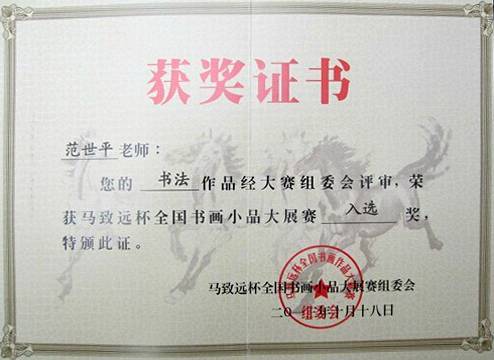 获奖证书
范世平老师：
您的 书法 作品经大赛组委会评审，荣
获马致远杯全国书画小品大展赛 入选 奖，
特颁此证。
马致远杯全国书画小品大展赛组委会
十月十八日
组委会